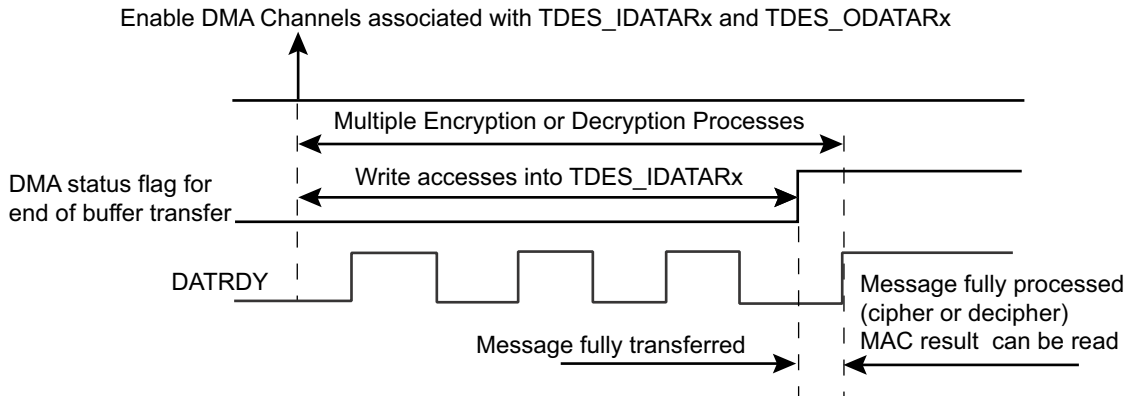 Enable DMA Channels associated with TDES_IDATARx and TDES_ODATARx
Multiple Encryption or Decryption Processes
Write accesses into TDES_IDATARx
DMA status flag for
end of buffer transfer
DATRDY
Message fully processed
(cipher or decipher)
MAC result can be read
Message fully transferred